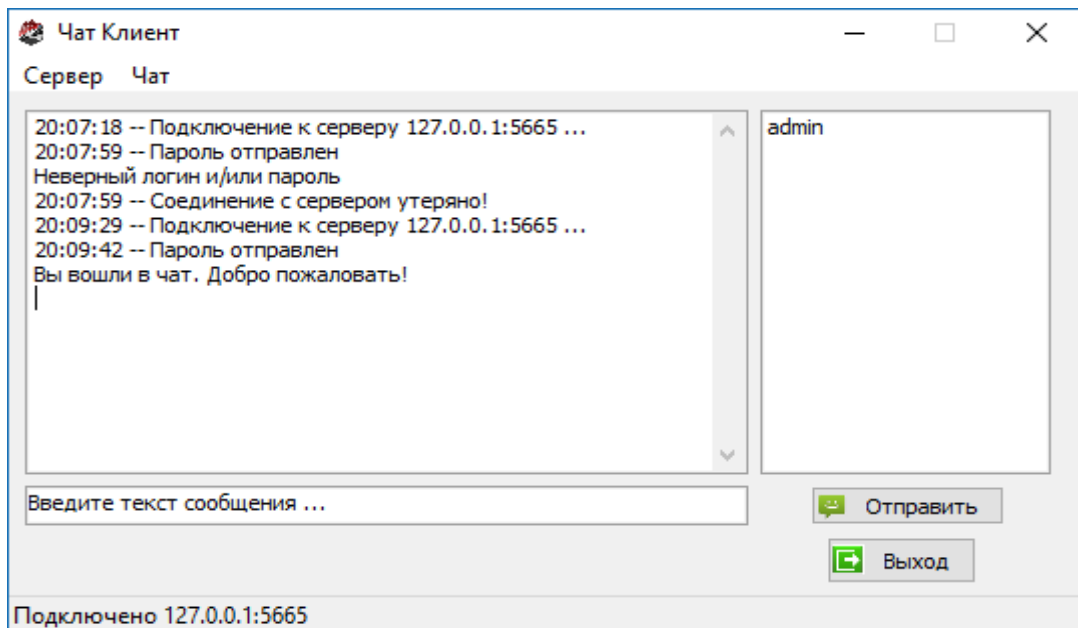 Чат Клиент
Сервер Чат
20:07:18 -- Подключение к серверу 127.0.0.1:5665 ...
20:07:59 -- Пароль отправлен
Неверный логин и/или пароль
20:07:59 -- Соединение с сервером утеряно!
20:09:29 -- Подключение к серверу 127.0.0.1:5665 ...
20:09:42 -- Пароль отправлен
Вы вошли в чат. Добро пожаловать!
admin
Введите текст сообщения ...
Отправить
Выход
Подключено 127.0.0.1:5665